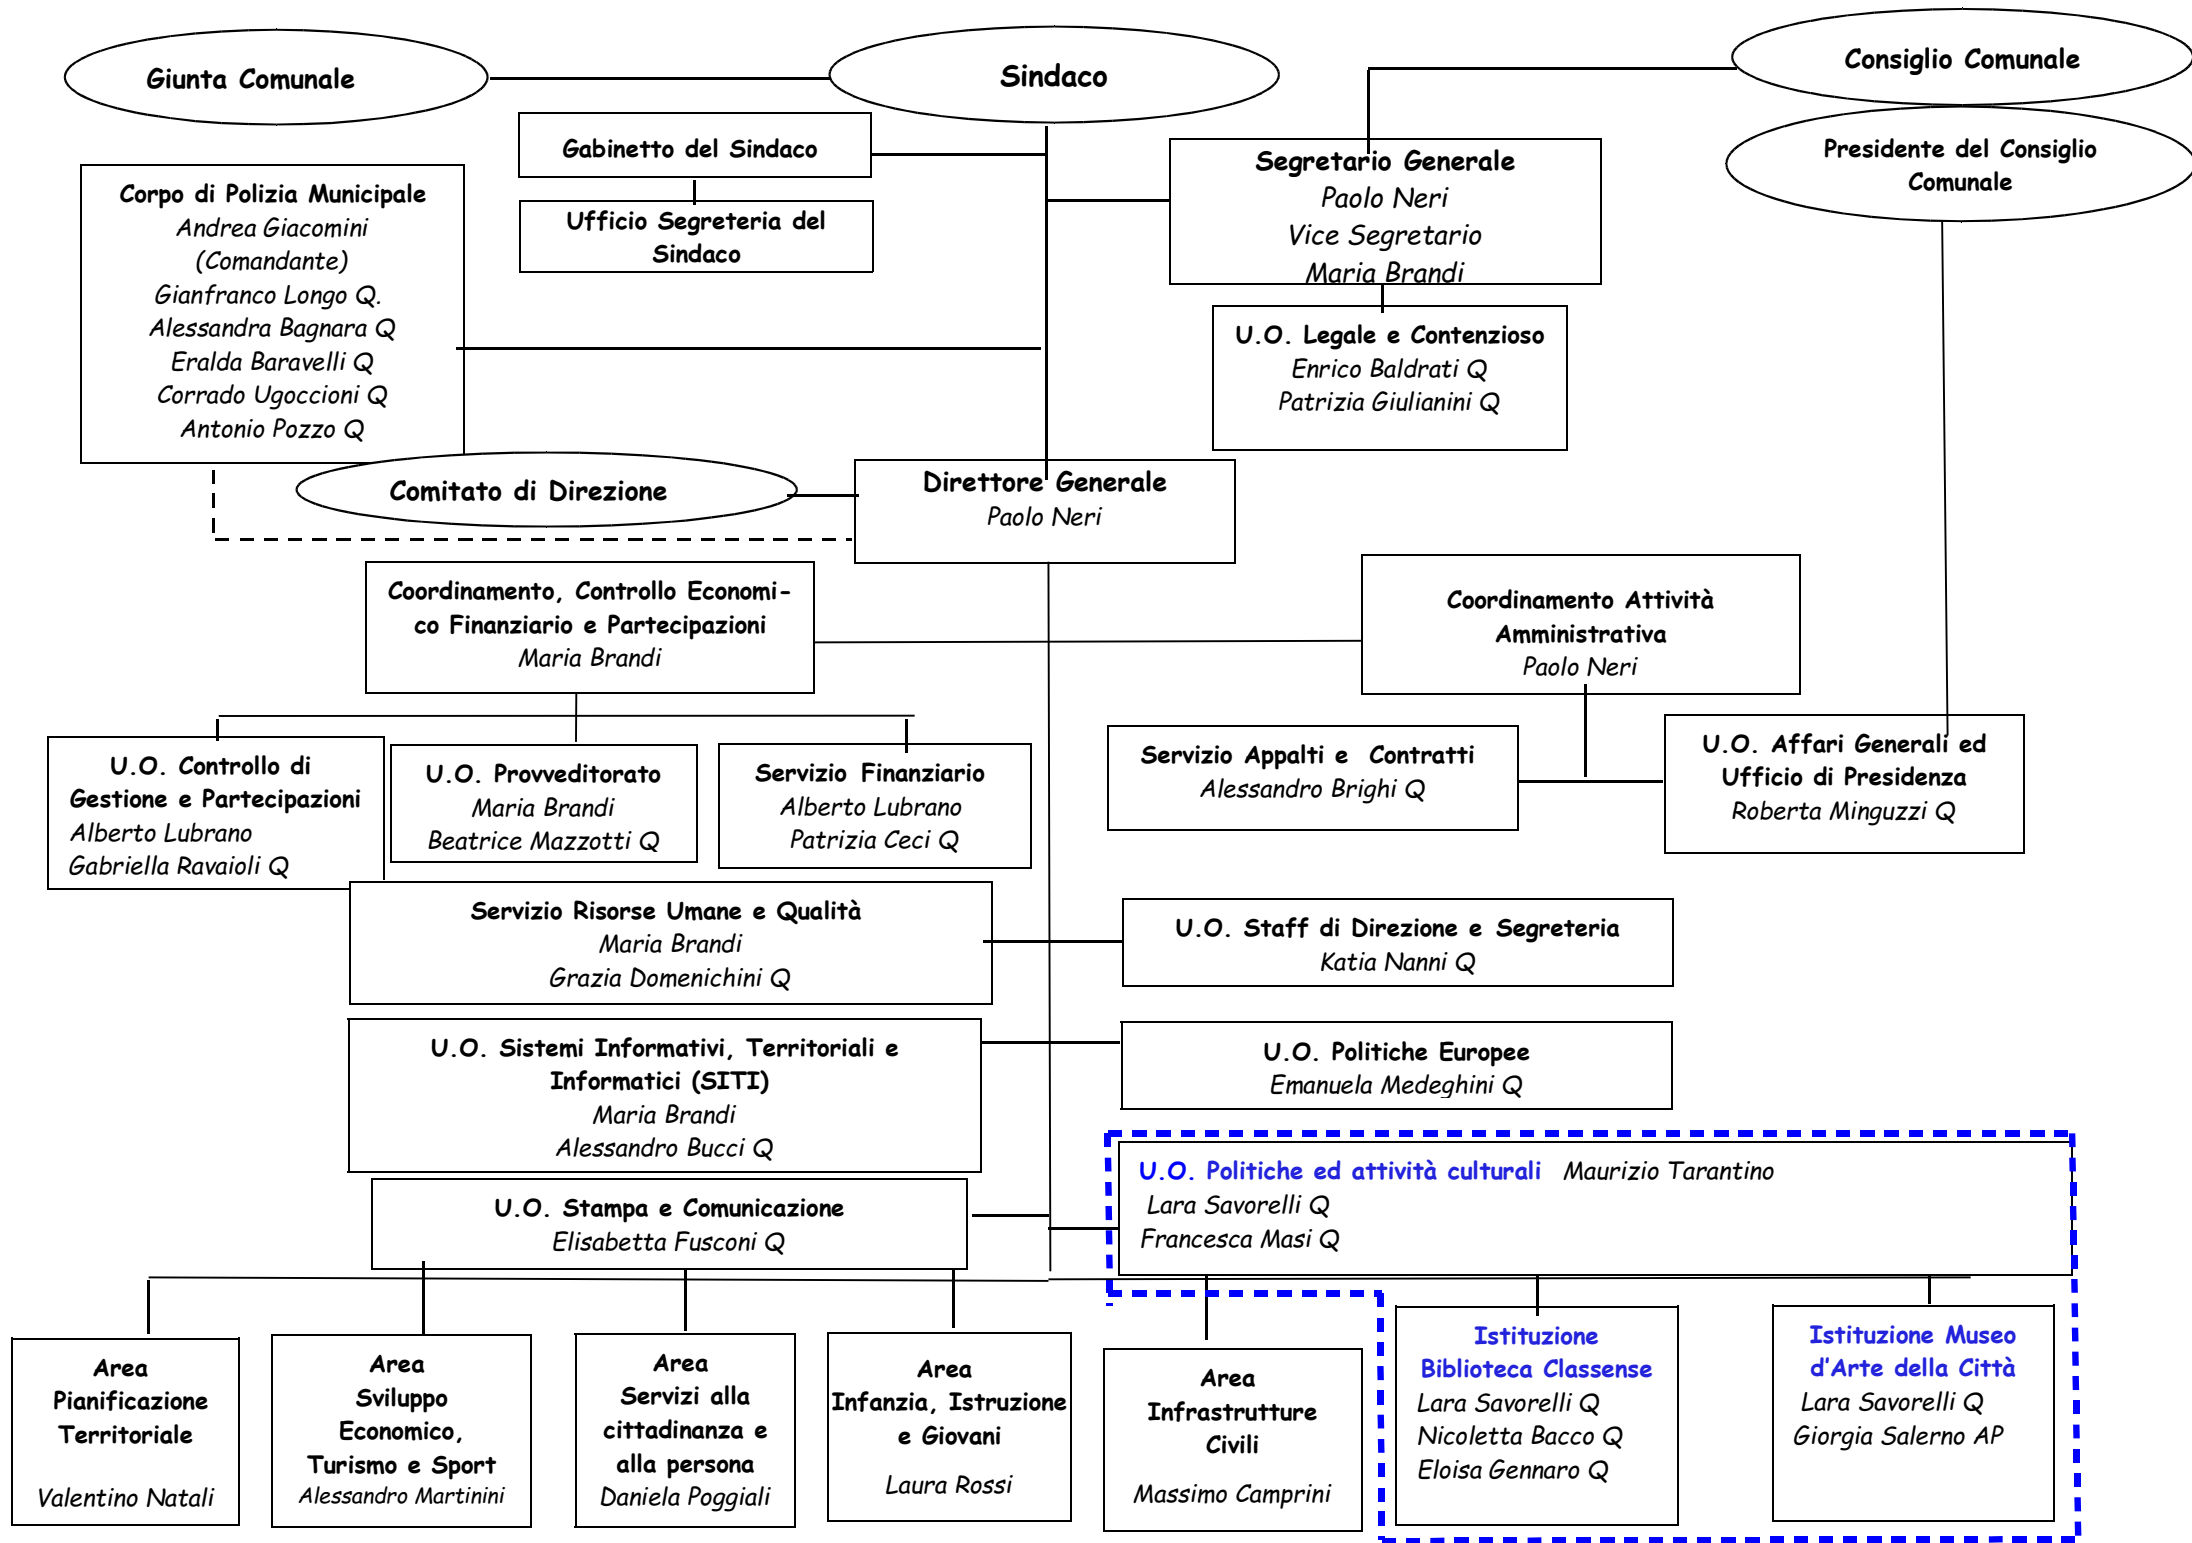 Giunta Comunale
Sindaco
Consiglio Comunale
Presidente del Consiglio
Comunale
Gabinetto del Sindaco
Ufficio Segreteria del
Sindaco
Segretario Generale
Paolo Neri
Vice Segretario
Maria Brandi
Corpo di Polizia Municipale
Andrea Giacomini
(Comandante)
Gianfranco Longo Q.
Alessandra Bagnara Q
Eralda Baravelli Q
Corrado Ugoccioni Q
Antonio Pozzo Q
U.O. Legale e Contenzioso
Enrico Baldrati Q
Patrizia Giulianini Q
Comitato di Direzione
Direttore Generale
Paolo Neri
Coordinamento, Controllo Economi-
co Finanziario e Partecipazioni
Maria Brandi
Coordinamento Attività
Amministrativa
Paolo Neri
U.O. Controllo di
Gestione e Partecipazioni
Alberto Lubrano
Gabriella Ravaioli Q
U.O. Provveditorato
Maria Brandi
Beatrice Mazzotti Q
Servizio Finanziario
Alberto Lubrano
Patrizia Ceci Q
Servizio Appalti e Contratti
Alessandro Brighi Q
U.O. Affari Generali ed
Ufficio di Presidenza
Roberta Minguzzi Q
Servizio Risorse Umane e Qualità
Maria Brandi
Grazia Domenichini Q
U.O. Staff di Direzione e Segreteria
Katia Nanni Q
U.O. Sistemi Informativi, Territoriali e
Informatici (SITI)
Maria Brandi
Alessandro Bucci Q
U.O. Politiche Europee
Emanuela Medeghini Q
U.O. Stampa e Comunicazione
Elisabetta Fusconi Q
U.O. Politiche ed attività culturali Maurizio Tarantino
Lara Savorelli Q
Francesca Masi Q
Area
Pianificazione
Territoriale
Valentino Natali
Area
Sviluppo
Economico,
Turismo e Sport
Alessandro Martinini
Area
Servizi alla
cittadinanza e
alla persona
Daniela Poggiali
Area
Infanzia, Istruzione
e Giovani
Laura Rossi
Area
Infrastrutture
Civili
Massimo Camprini
Istituzione
Biblioteca Classense
Lara Savorelli Q
Nicoletta Bacco Q
Eloisa Gennaro Q
Istituzione Museo
d'Arte della Città
Lara Savorelli Q
Giorgia Salerno AP